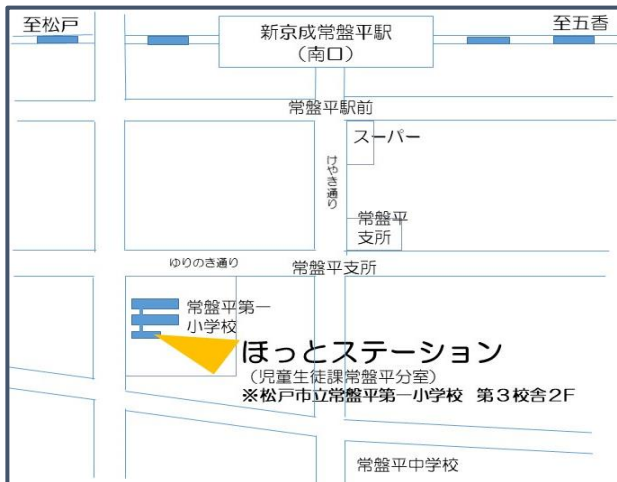 至松戸
新京成常盤平駅
（南口）
至五香
常盤平駅前
スーパー
けやき通り
常盤平
支所
ゆりのき通り
常盤平支所
常盤平第一
小学校
ほっとステーション
（児童生徒課常盤平分室）
※松戸市立常盤平第一小学校 第３校舎２F
常盤平中学校